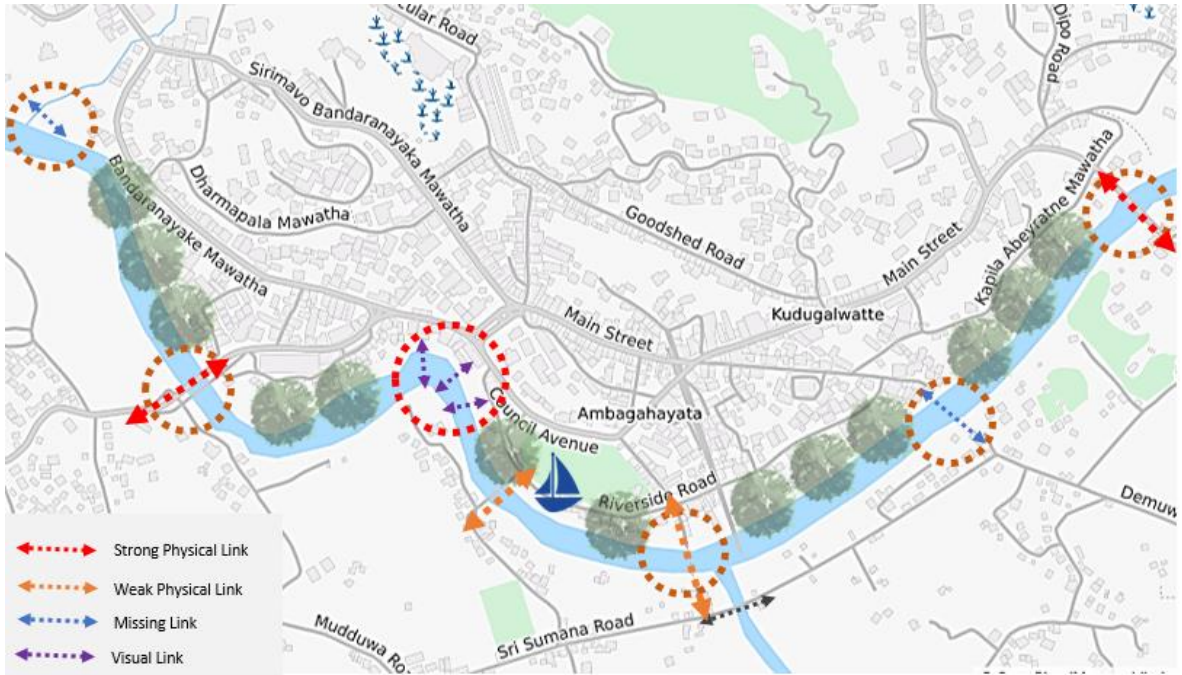 cular Road
Dipo Road
Sirimavo Bandaranayaka Mawatha
Bandaranayake Mawatha
Dharmapala Mawatha
Goodshed Road
Main Street
Kapila Abeyratne Mawatha
Kudugalwatte
Main Street
Council Avenue
Ambagahayata
Riverside Road
Demuw
Sri Sumana Road
Mudduwa Ro
Strong Physical Link
Weak Physical Link
Missing Link
Visual Link